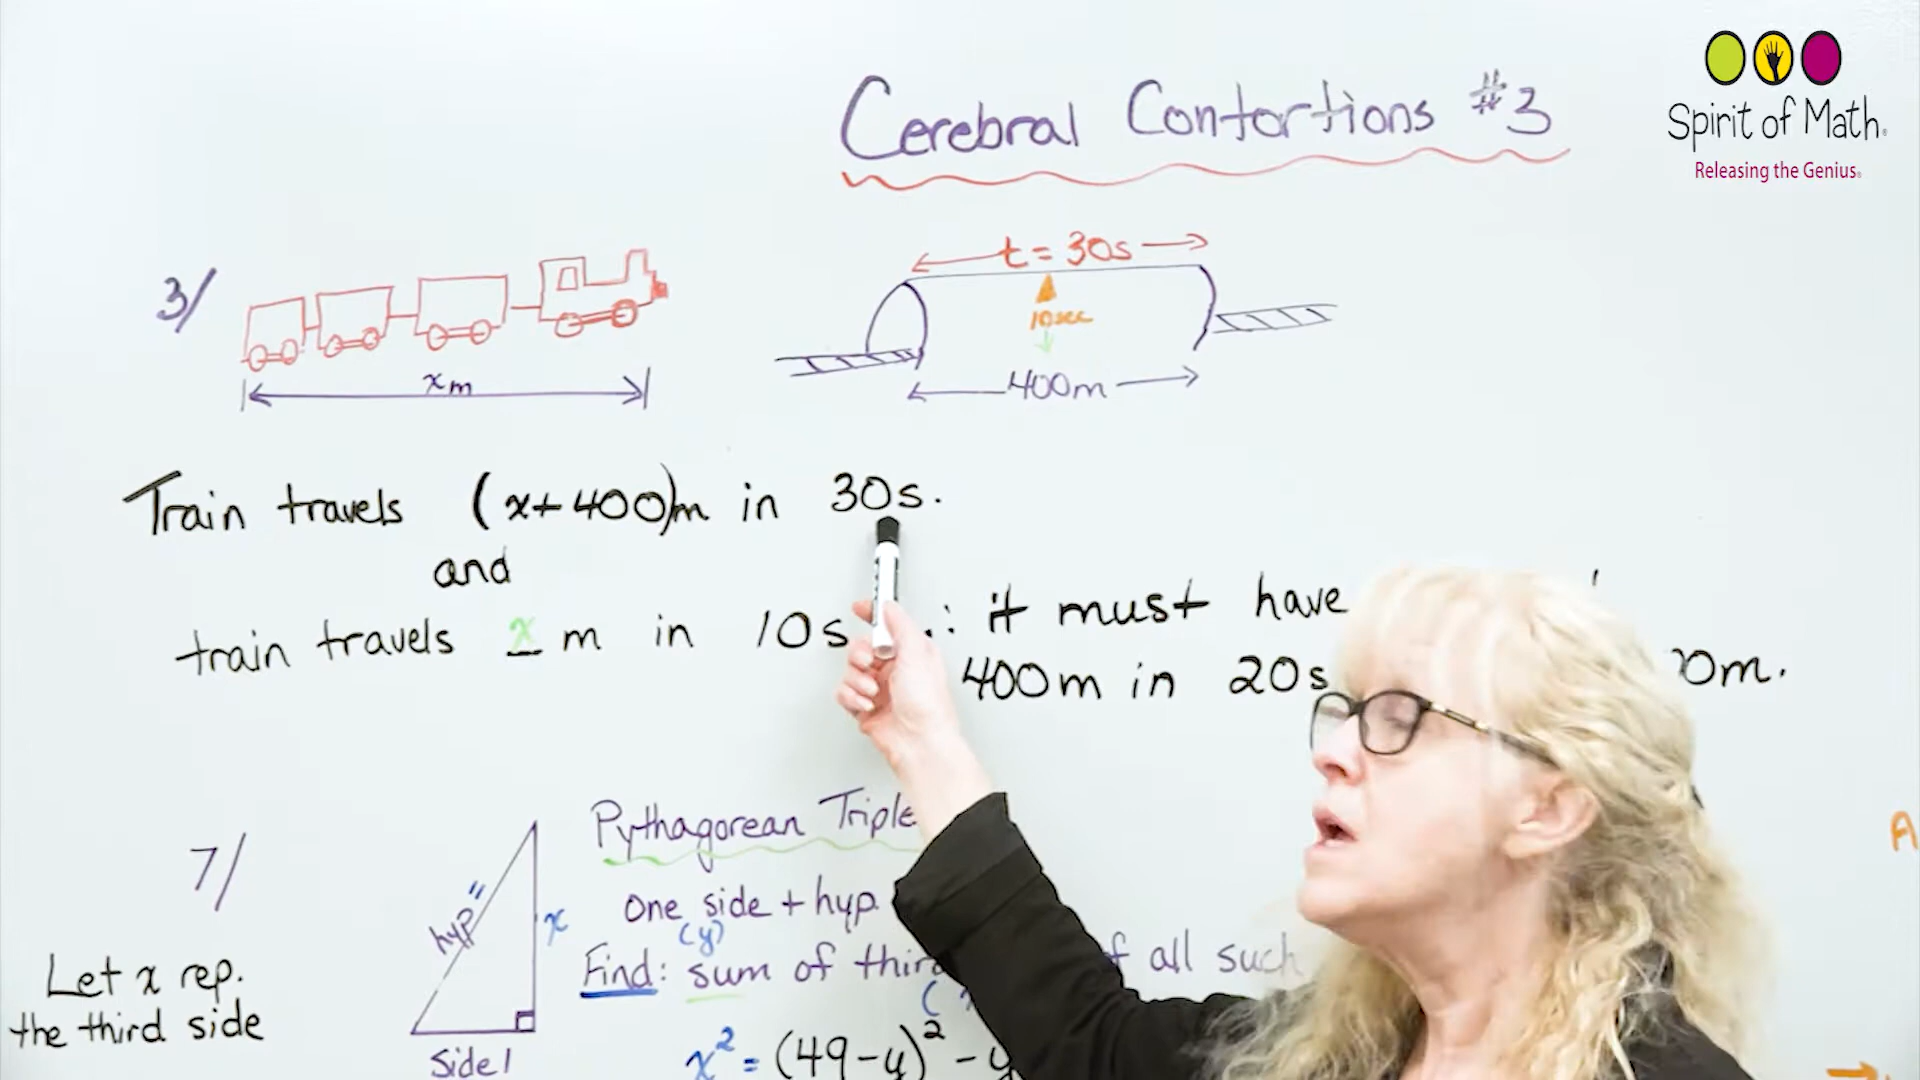 Cerebral Contortions #3
Spirit of Math
Releasing the Genius
3/
t = 30s
10sec
400m
x m
Train travels (x+400)m in 30s.
and
train travels x m in 10s
∴ it must have
400m in 20s
0m.
7/
hyp
x
Side 1
Let x rep.
the third side
Pythagorean Triple
One side + hyp.
(y)
Find: sum of third
of all such
x² = (49-y)² -
A